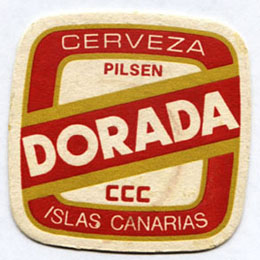 CERVEZA
PILSEN
DORADA
CCC
ISLAS CANARIAS